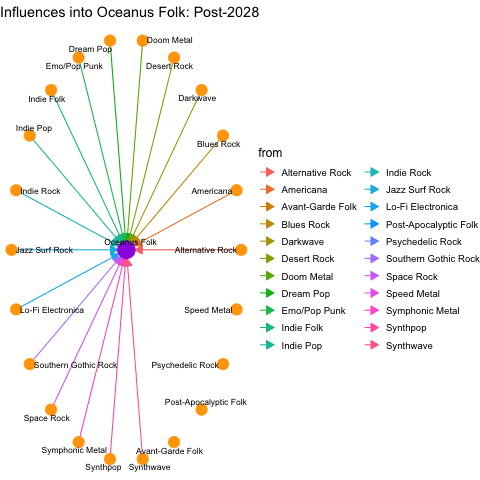 Influences into Oceanus Folk: Post-2028
Doom Metal
Dream Pop
Emo/Pop Punk
Desert Rock
Indie Folk
Darkwave
Indie Pop
Blues Rock
Indie Rock
Americana
Oceanus Folk
Jazz Surf Rock
Alternative Rock
Lo-Fi Electronica
Speed Metal
Southern Gothic Rock
Psychedelic Rock
Post-Apocalyptic Folk
Space Rock
Symphonic Metal
Avant-Garde Folk
Synthpop
Synthwave
from
Alternative Rock
Americana
Avant-Garde Folk
Blues Rock
Darkwave
Desert Rock
Doom Metal
Dream Pop
Emo/Pop Punk
Indie Folk
Indie Pop
Indie Rock
Jazz Surf Rock
Lo-Fi Electronica
Post-Apocalyptic Folk
Psychedelic Rock
Southern Gothic Rock
Space Rock
Speed Metal
Symphonic Metal
Synthpop
Synthwave